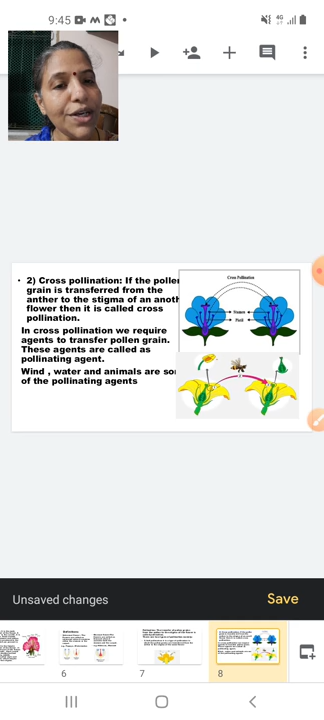 9:45
4G
• 2) Cross pollination: If the pollen
grain is transferred from the
anther to the stigma of an anoth
flower then it is called cross
pollination.
In cross pollination we require
agents to transfer pollen grain.
These agents are called as
pollinating agent.
Wind , water and animals are so
of the pollinating agents
Cross Pollination
Stamen
Pistil
Unsaved changes
Save
6
7
8